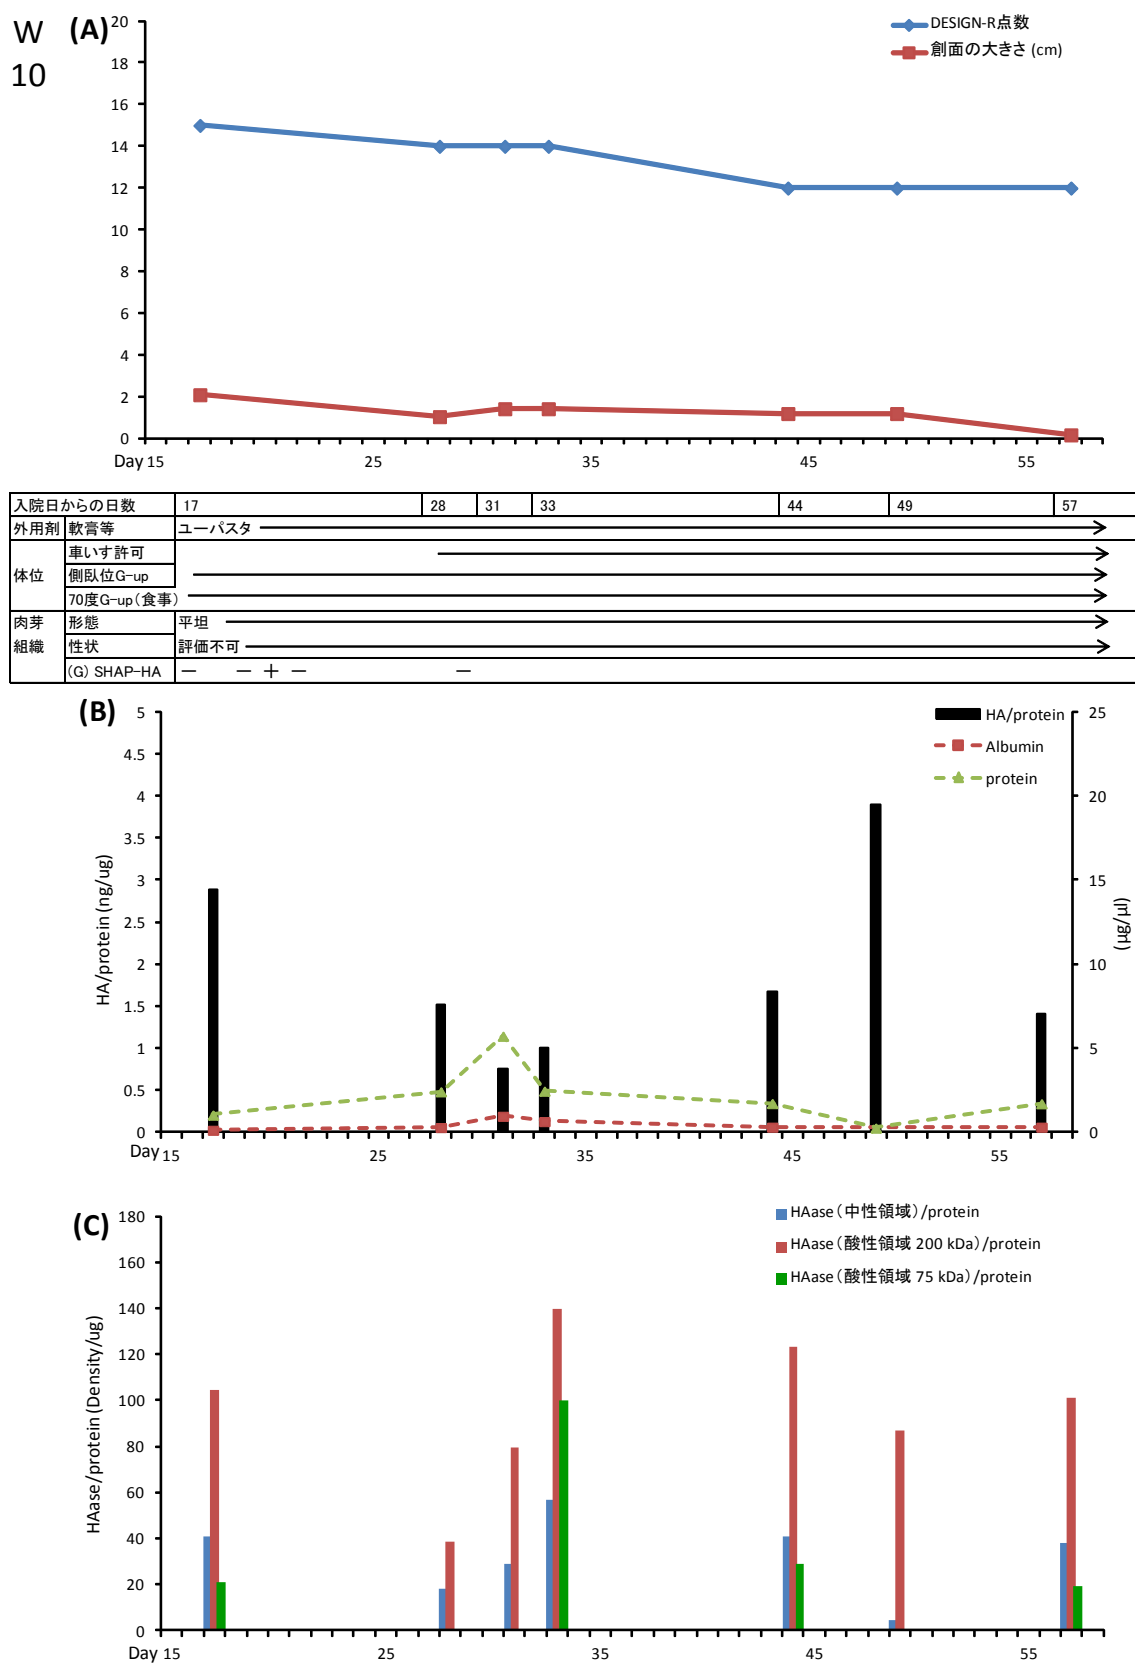 W
10
(A)
DESIGN-R点数
創面の大きさ (cm)
20
18
16
14
12
10
8
6
4
2
0
Day 15 25 35 45 55
入院日からの日数 17 28 31 33 44 49 57
外用剤 軟膏等 ユーパスタ
体位 車いす許可
側臥位G-up
70度G-up(食事)
肉芽 形態 平坦
組織 性状 評価不可
(G) SHAP-HA － － ＋ － －
(B)
HA/protein
Albumin
protein
HA/protein (ng/ug)
5
4.5
4
3.5
3
2.5
2
1.5
1
0.5
0
25
20
15
10
5
0
(μg/μl)
Day 15 25 35 45 55
(C)
HAase(中性領域)/protein
HAase(酸性領域 200 kDa)/protein
HAase(酸性領域 75 kDa)/protein
HAase/protein (Density/ug)
180
160
140
120
100
80
60
40
20
0
Day 15 25 35 45 55